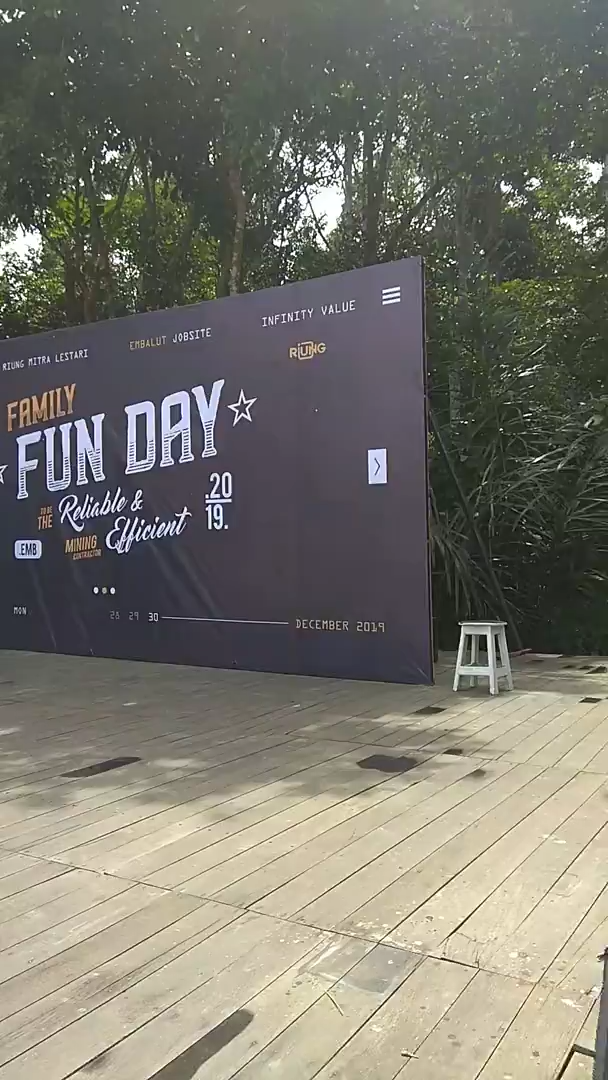 RIUNG MITRA LESTARI
EMBALUT JOBSITE
INFINITY VALUE
RIUNG
FAMILY
FUN DAY
TO BE THE
Reliable &
Efficient
MINING
CONTRACTOR
EMB
20
19.
MON
28 29 30
DECEMBER 2019